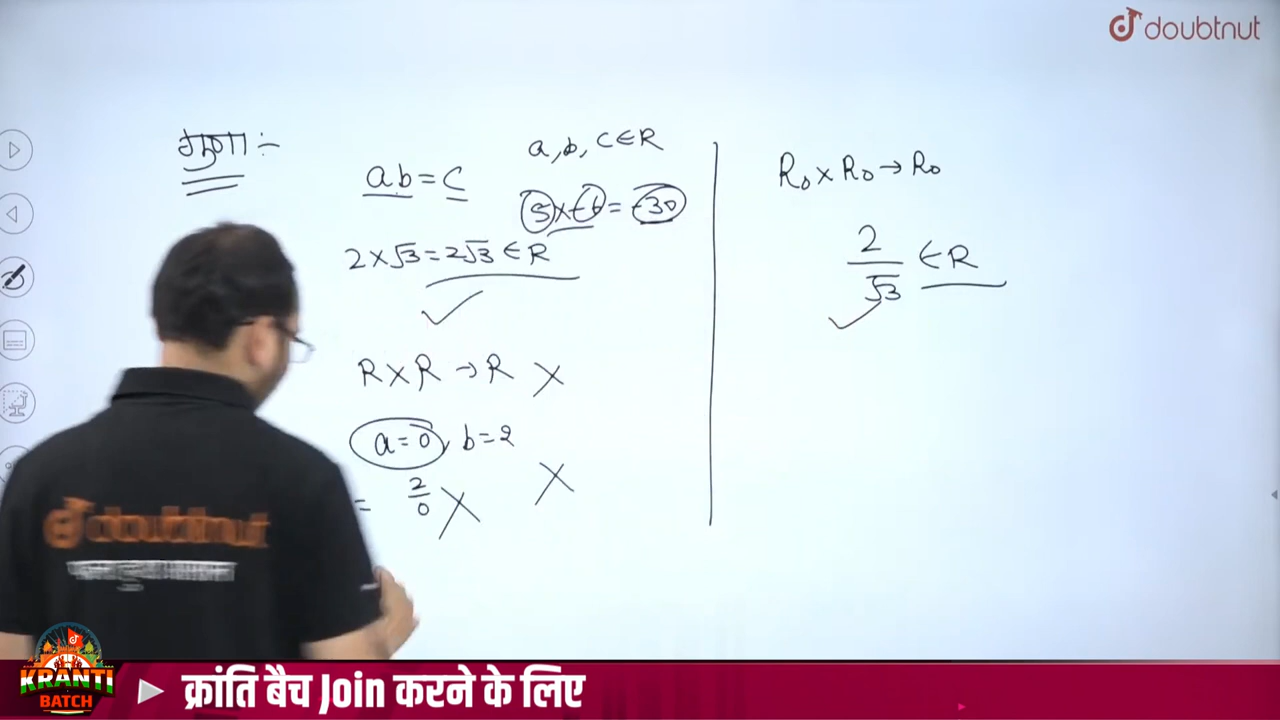 doubtnut
गुणा :-
ab = c
a, b, c ∈ R
5 × -6 = -30
2 × √3 = 2√3 ∈ R
✓
R × R → R ×
a = 0, b = 2
= 2/0 × ×
R₀ × R₀ → R₀
2/√3 ∈ R
✓
doubtnut
KRANTI
BATCH
क्रांति बैच Join करने के लिए